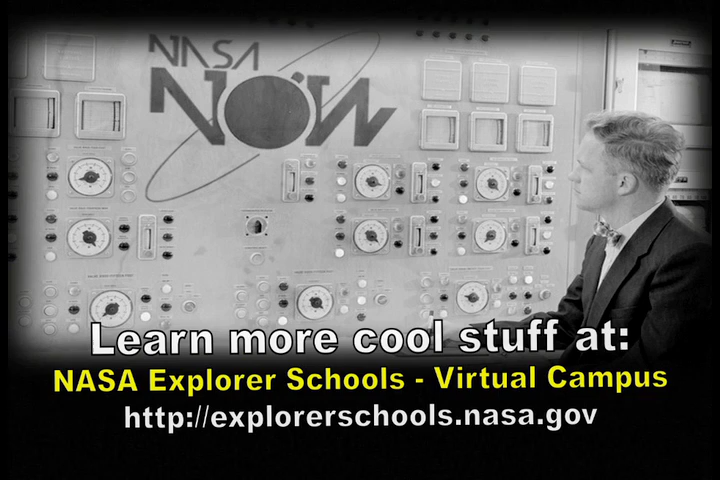 NASA
NOW
Learn more cool stuff at:
NASA Explorer Schools - Virtual Campus
http://explorerschools.nasa.gov